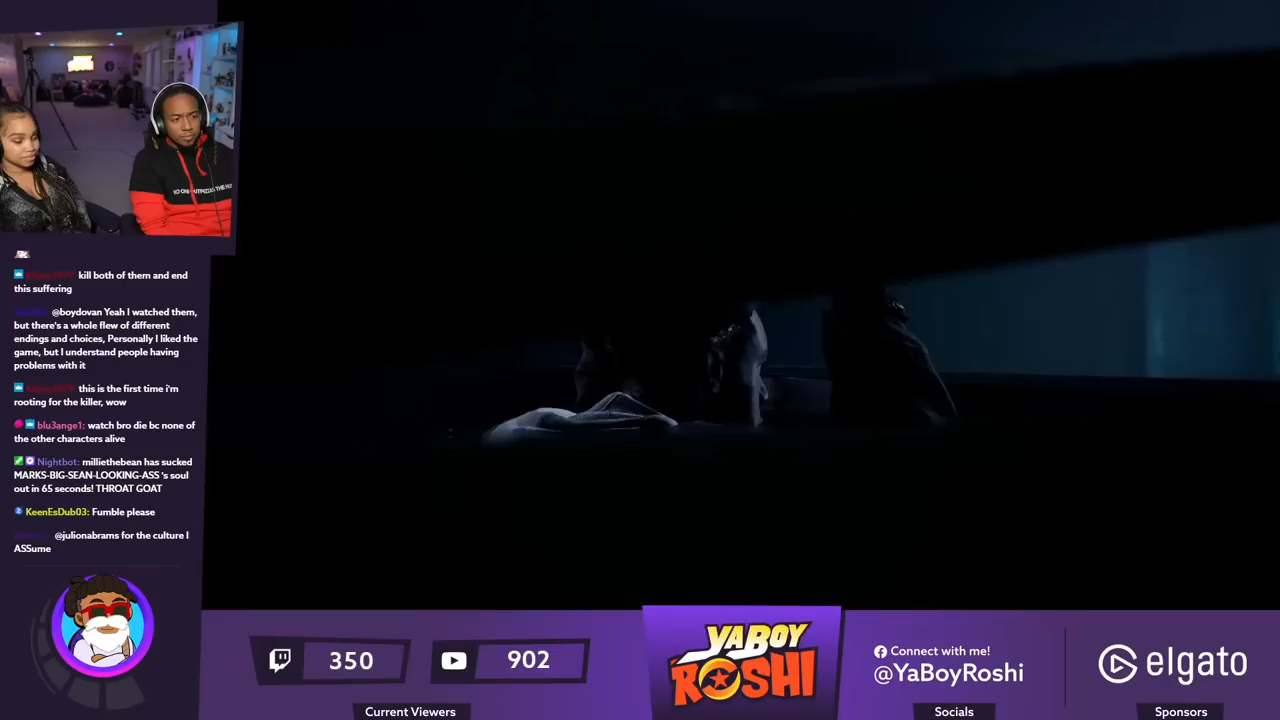 kill both of them and end
this suffering
@boydovan Yeah I watched them,
but there's a whole flew of different
endings and choices, Personally I liked the
game, but I understand people having
problems with it
this is the first time i'm
rooting for the killer, wow
blu3ange1: watch bro die bc none of
the other characters alive
Nightbot: milliethebean has sucked
MARKS-BIG-SEAN-LOOKING-ASS 's soul
out in 65 seconds! THROAT GOAT
KeenEsDub03: Fumble please
@julionabrams for the culture I
ASSume
350
902
Current Viewers
YABOY
ROSHI
Connect with me!
@YaBoyRoshi
Socials
elgato
Sponsors